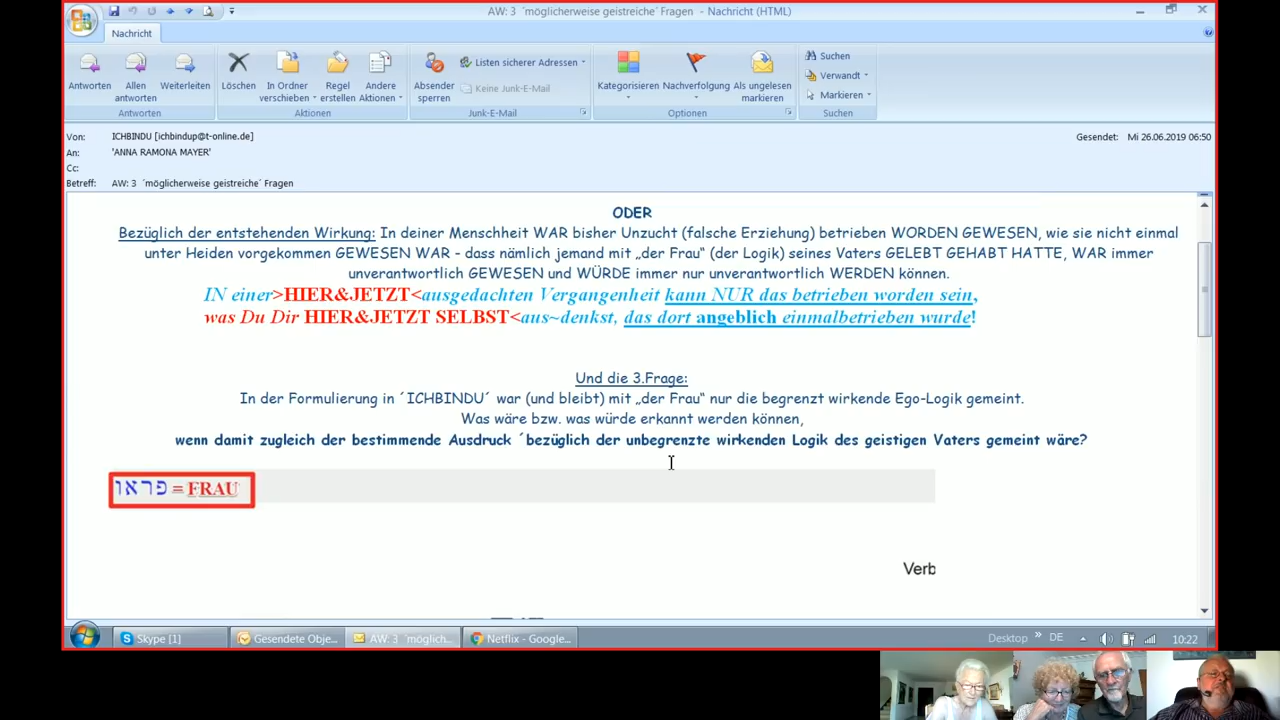 AW: 3 ´möglicherweise geistreiche´ Fragen - Nachricht (HTML)
Nachricht
Antworten
Allen antworten
Weiterleiten
Antworten
Löschen
In Ordner verschieben
Regel erstellen
Andere Aktionen
Aktionen
Absender sperren
Listen sicherer Adressen
Keine Junk-E-Mail
Junk-E-Mail
Kategorisieren
Nachverfolgung
Als ungelesen markieren
Optionen
Suchen
Verwandt
Markieren
Suchen
Von: ICHBINDU [ichbindup@t-online.de] Gesendet: Mi 26.06.2019 06:50
An: 'ANNA RAMONA MAYER'
Cc:
Betreff: AW: 3 ´möglicherweise geistreiche´ Fragen
ODER
Bezüglich der entstehenden Wirkung: In deiner Menschheit WAR bisher Unzucht (falsche Erziehung) betrieben WORDEN GEWESEN, wie sie nicht einmal
unter Heiden vorgekommen GEWESEN WAR - dass nämlich jemand mit „der Frau“ (der Logik) seines Vaters GELEBT GEHABT HATTE, WAR immer
unverantwortlich GEWESEN und WÜRDE immer nur unverantwortlich WERDEN können.
IN einer>HIER&JETZT<ausgedachten Vergangenheit kann NUR das betrieben worden sein,
was Du Dir HIER&JETZT SELBST<aus~denkst, das dort angeblich einmalbetrieben wurde!
Und die 3.Frage:
In der Formulierung in ´ICHBINDU´ war (und bleibt) mit „der Frau“ nur die begrenzt wirkende Ego-Logik gemeint.
Was wäre bzw. was würde erkannt werden können,
wenn damit zugleich der bestimmende Ausdruck ´bezüglich der unbegrenzte wirkenden Logik des geistigen Vaters gemeint wäre?
פראו = FRAU
Verb
Skype [1]
Gesendete Obje...
AW: 3 ´möglich...
Netflix - Google...
Desktop » DE 10:22